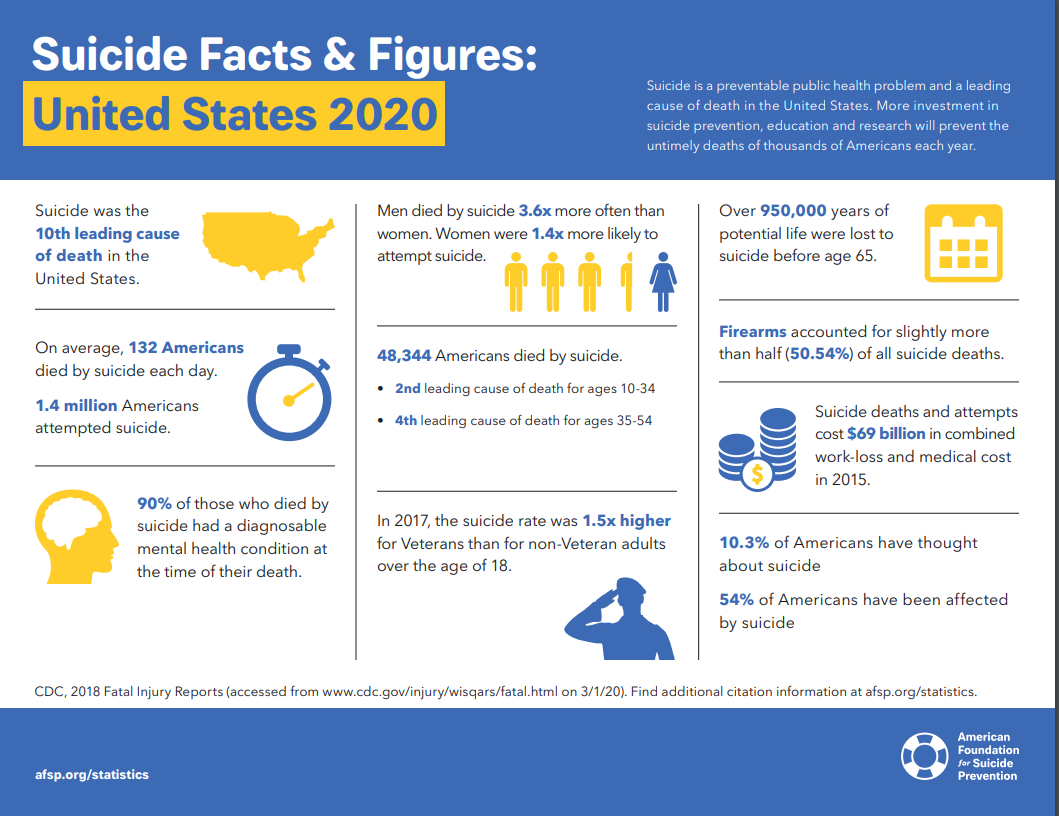 Suicide Facts & Figures:
United States 2020
Suicide is a preventable public health problem and a leading
cause of death in the United States. More investment in
suicide prevention, education and research will prevent the
untimely deaths of thousands of Americans each year.
Suicide was the
10th leading cause
of death in the
United States.
On average, 132 Americans
died by suicide each day.
1.4 million Americans
attempted suicide.
90% of those who died by
suicide had a diagnosable
mental health condition at
the time of their death.
Men died by suicide 3.6x more often than
women. Women were 1.4x more likely to
attempt suicide.
48,344 Americans died by suicide.
• 2nd leading cause of death for ages 10-34
• 4th leading cause of death for ages 35-54
In 2017, the suicide rate was 1.5x higher
for Veterans than for non-Veteran adults
over the age of 18.
Over 950,000 years of
potential life were lost to
suicide before age 65.
Firearms accounted for slightly more
than half (50.54%) of all suicide deaths.
$
Suicide deaths and attempts
cost $69 billion in combined
work-loss and medical cost
in 2015.
10.3% of Americans have thought
about suicide
54% of Americans have been affected
by suicide
CDC, 2018 Fatal Injury Reports (accessed from www.cdc.gov/injury/wisqars/fatal.html on 3/1/20). Find additional citation information at afsp.org/statistics.
afsp.org/statistics
American
Foundation
for Suicide
Prevention